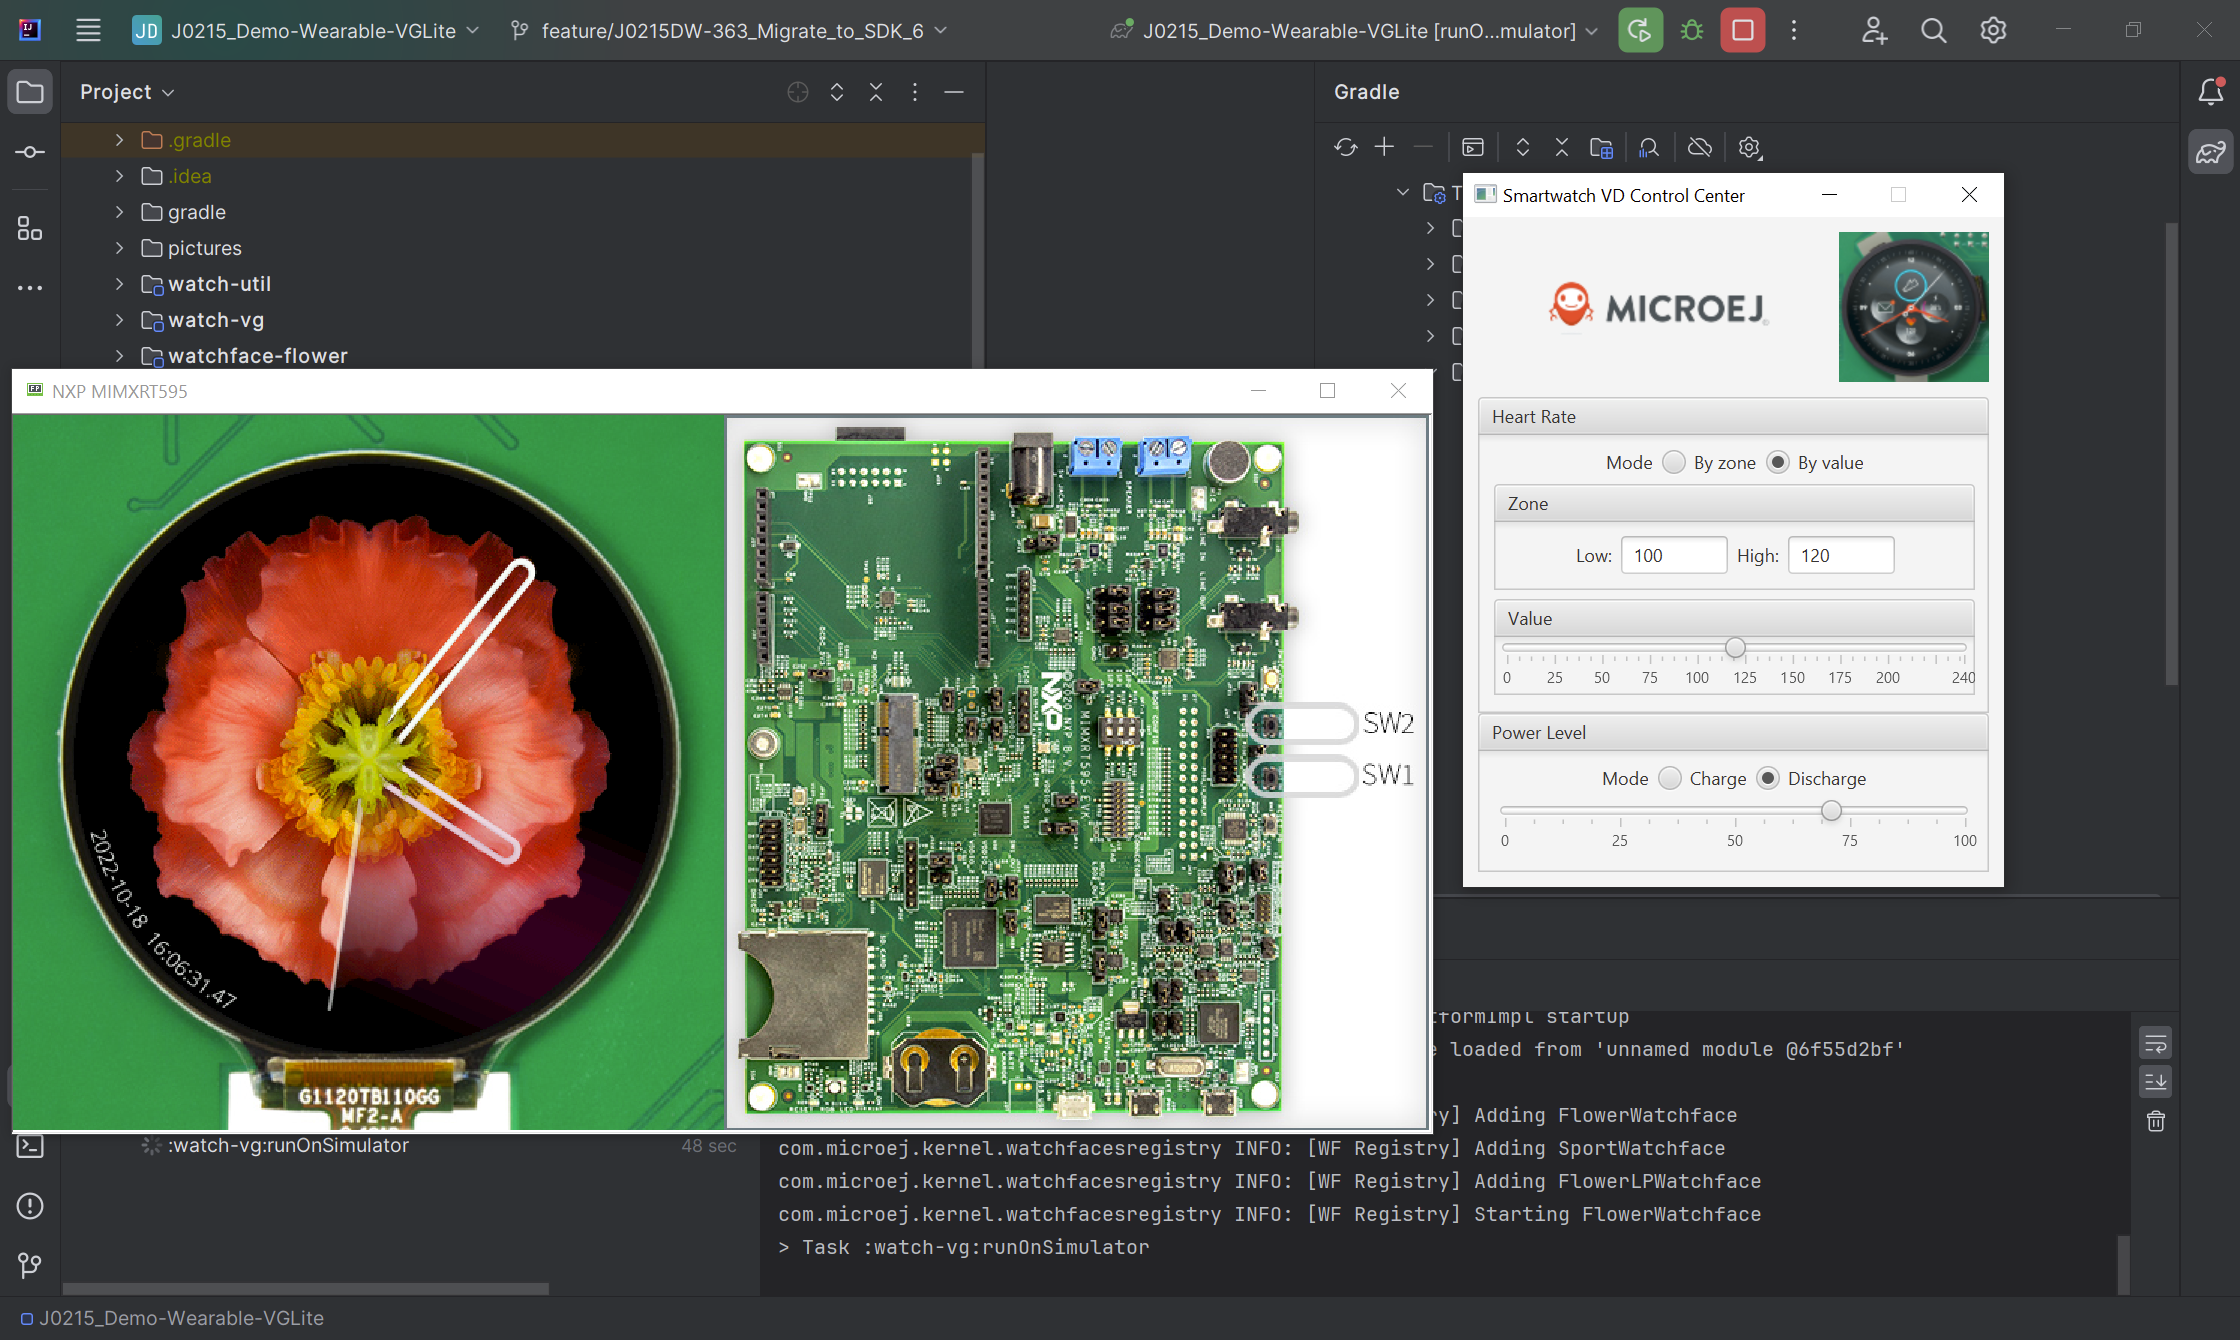 JD J0215_Demo-Wearable-VGLite
feature/J0215DW-363_Migrate_to_SDK_6
J0215_Demo-Wearable-VGLite [runO...mulator]
Project
.gradle
.idea
gradle
pictures
watch-util
watch-vg
watchface-flower
Gradle
T
Smartwatch VD Control Center
MICROEJ
Heart Rate
Mode By zone By value
Zone
Low: 100 High: 120
Value
0 25 50 75 100 125 150 175 200 240
Power Level
Mode Charge Discharge
0 25 50 75 100
NXP MIMXRT595
2022-10-18 16:06:31.47
G1120TB110GG
MF2-A
NXP
MIMXRT595-EVK
SW2
SW1
:watch-vg:runOnSimulator 48 sec
tformImpl startup
e loaded from 'unnamed module @6f55d2bf'
ry] Adding FlowerWatchface
com.microej.kernel.watchfacesregistry INFO: [WF Registry] Adding SportWatchface
com.microej.kernel.watchfacesregistry INFO: [WF Registry] Adding FlowerLPWatchface
com.microej.kernel.watchfacesregistry INFO: [WF Registry] Starting FlowerWatchface
> Task :watch-vg:runOnSimulator
J0215_Demo-Wearable-VGLite